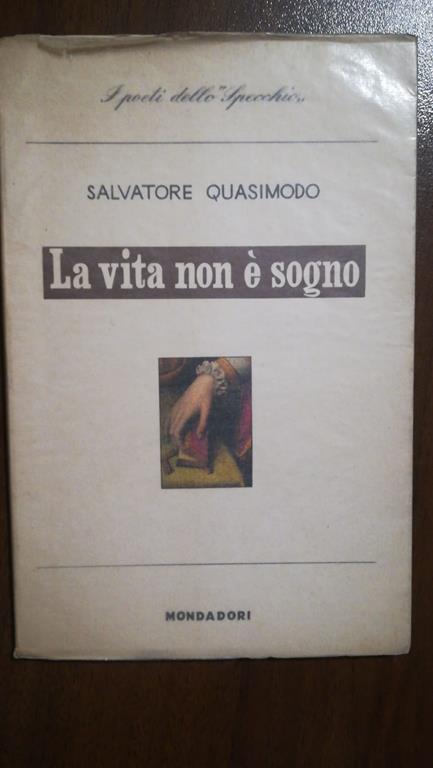 I poeti dello "Specchio„
SALVATORE QUASIMODO
La vita non è sogno
MONDADORI